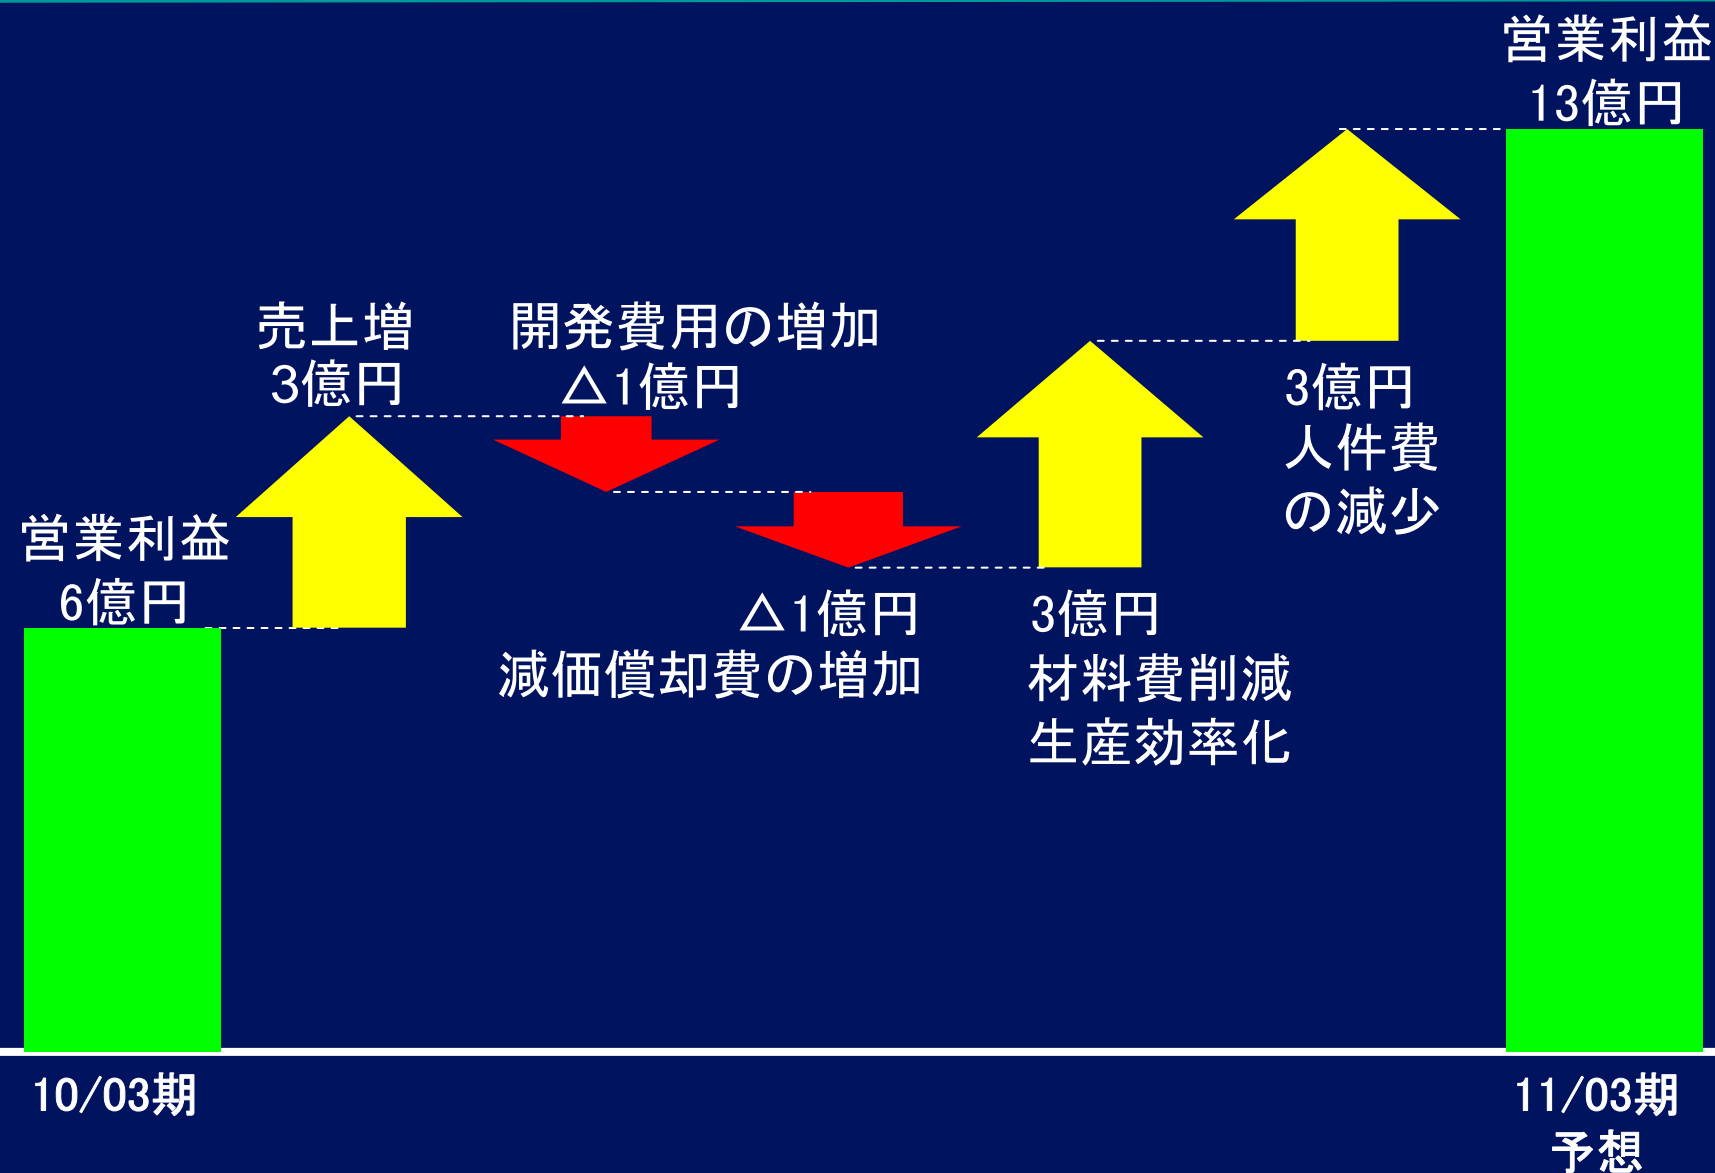 営業利益
13億円
売上増
3億円
開発費用の増加
△1億円
3億円
人件費
の減少
営業利益
6億円
△1億円
減価償却費の増加
3億円
材料費削減
生産効率化
10/03期
11/03期
予想